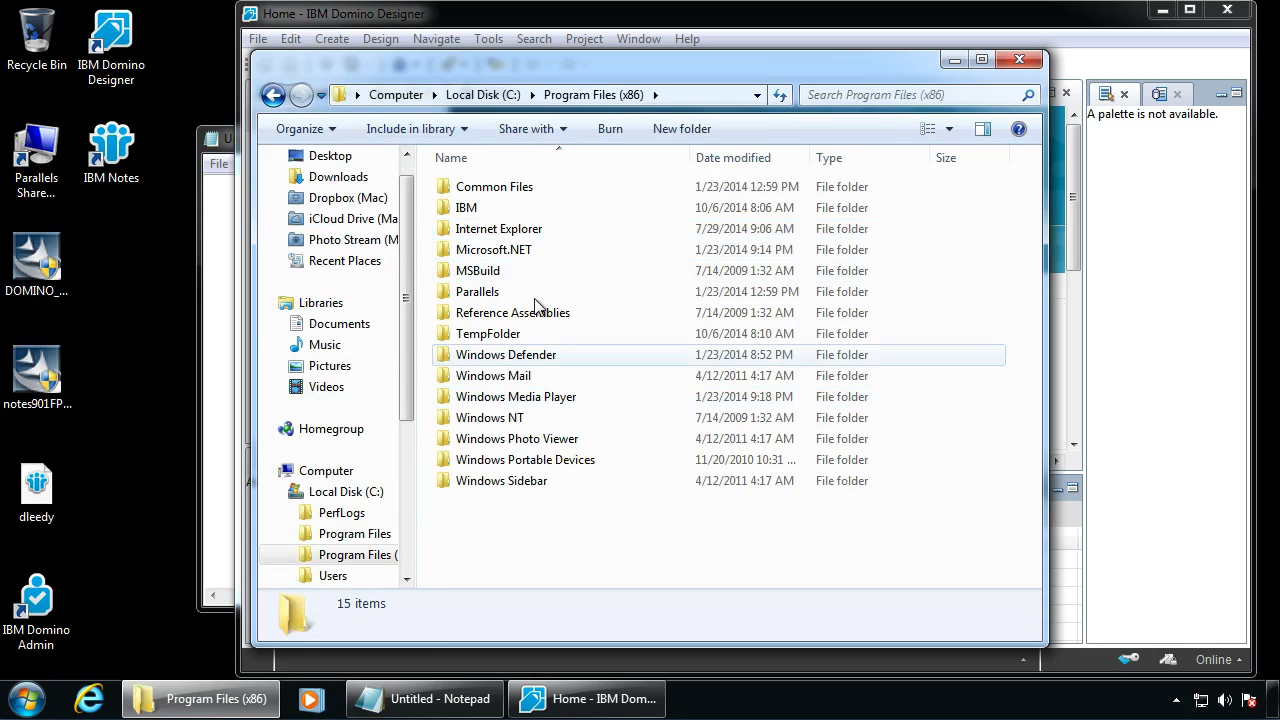 Recycle Bin
IBM Domino
Designer
Parallels
Share...
IBM Notes
DOMINO_...
notes901FP...
dleedy
IBM Domino
Admin
Home - IBM Domino Designer
File Edit Create Design Navigate Tools Search Project Window Help
Computer Local Disk (C:) Program Files (x86)
Search Program Files (x86)
Organize Include in library Share with Burn New folder
A palette is not available.
File
Desktop
Downloads
Dropbox (Mac)
iCloud Drive (Ma
Photo Stream (M
Recent Places
Libraries
Documents
Music
Pictures
Videos
Homegroup
Computer
Local Disk (C:)
PerfLogs
Program Files
Program Files (
Users
Name Date modified Type Size
Common Files 1/23/2014 12:59 PM File folder
IBM 10/6/2014 8:06 AM File folder
Internet Explorer 7/29/2014 9:06 AM File folder
Microsoft.NET 1/23/2014 9:14 PM File folder
MSBuild 7/14/2009 1:32 AM File folder
Parallels 1/23/2014 12:59 PM File folder
Reference Assemblies 7/14/2009 1:32 AM File folder
TempFolder 10/6/2014 8:10 AM File folder
Windows Defender 1/23/2014 8:52 PM File folder
Windows Mail 4/12/2011 4:17 AM File folder
Windows Media Player 1/23/2014 9:18 PM File folder
Windows NT 7/14/2009 1:32 AM File folder
Windows Photo Viewer 4/12/2011 4:17 AM File folder
Windows Portable Devices 11/20/2010 10:31 ... File folder
Windows Sidebar 4/12/2011 4:17 AM File folder
15 items
Online
Program Files (x86)
Untitled - Notepad
Home - IBM Dom...